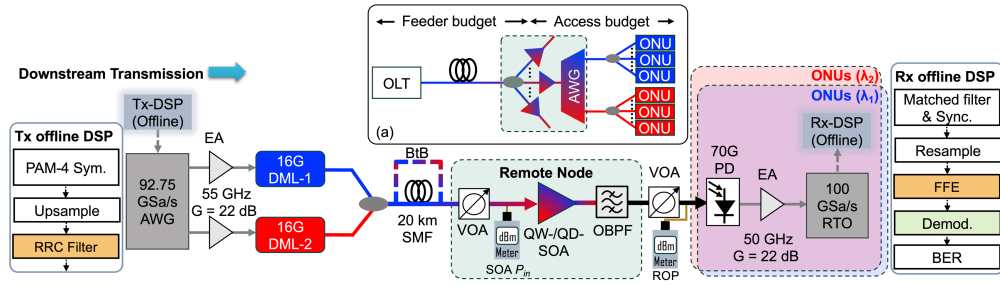 Feeder budget
Access budget
OLT
AWG
ONU
ONU
ONU
ONU
ONU
ONU
(a)
Downstream Transmission
Tx offline DSP
PAM-4 Sym.
Upsample
RRC Filter
Tx-DSP
(Offline)
92.75
GSa/s
AWG
EA
55 GHz
G = 22 dB
16G
DML-1
16G
DML-2
BtB
20 km
SMF
Remote Node
VOA
dBm
Meter
SOA Pin
QW-/QD-
SOA
OBPF
VOA
dBm
Meter
ROP
ONUs (λ2)
ONUs (λ1)
70G
PD
EA
50 GHz
G = 22 dB
Rx-DSP
(Offline)
100
GSa/s
RTO
Rx offline DSP
Matched filter
& Sync.
Resample
FFE
Demod.
BER